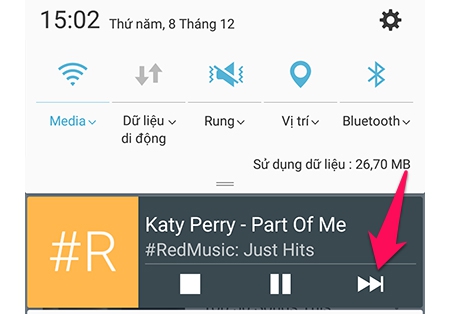 15:02 Thứ năm, 8 Tháng 12
Media Dữ liệu di động Rung Vị trí Bluetooth
Sử dụng dữ liệu : 26,70 MB
#R
Katy Perry - Part Of Me
#RedMusic: Just Hits